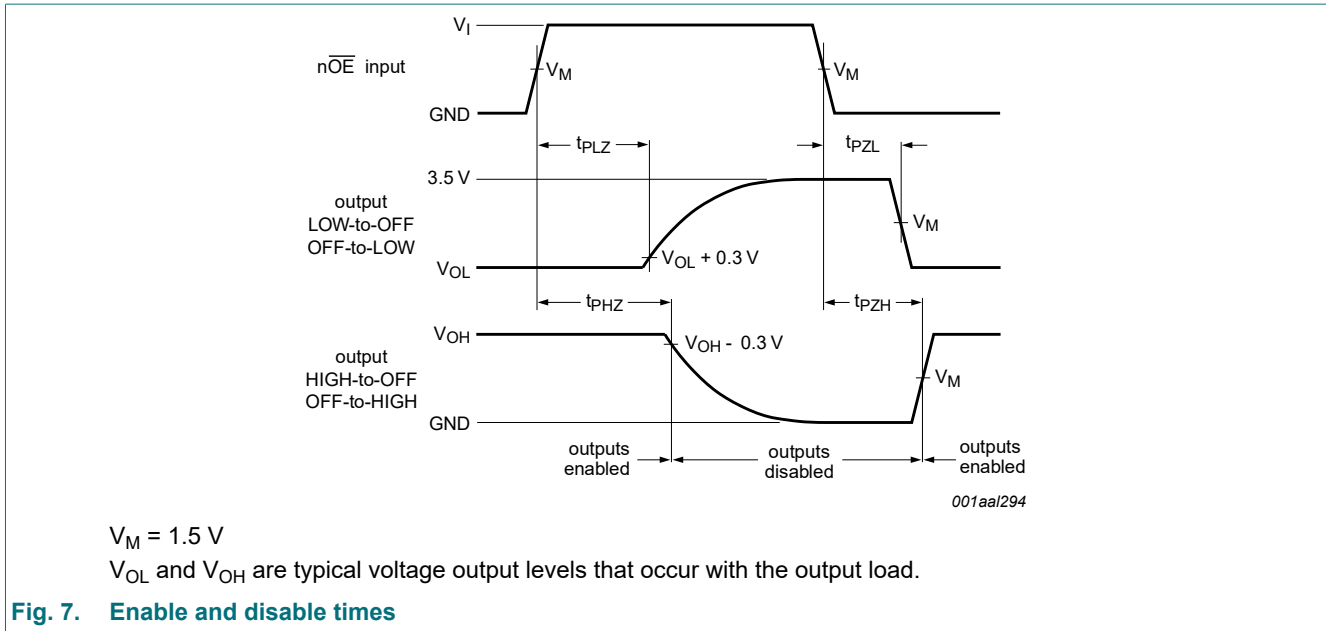 V_I
nOE input
V_M
V_M
GND
t_PLZ
t_PZL
3.5 V
output
LOW-to-OFF
OFF-to-LOW
V_M
V_OL + 0.3 V
V_OL
t_PHZ
t_PZH
V_OH
V_OH - 0.3 V
output
HIGH-to-OFF
OFF-to-HIGH
V_M
GND
outputs
enabled
outputs
disabled
outputs
enabled
001aal294
V_M = 1.5 V
V_OL and V_OH are typical voltage output levels that occur with the output load.
Fig. 7. Enable and disable times